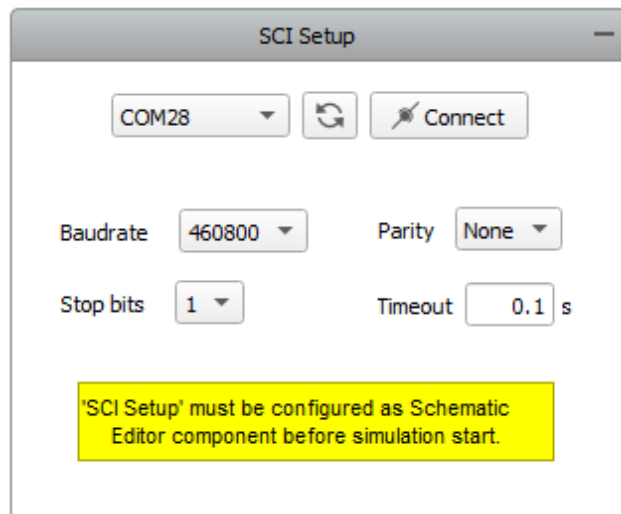 SCI Setup
COM28 Connect
Baudrate 460800 Parity None
Stop bits 1 Timeout 0.1 s
'SCI Setup' must be configured as Schematic
Editor component before simulation start.